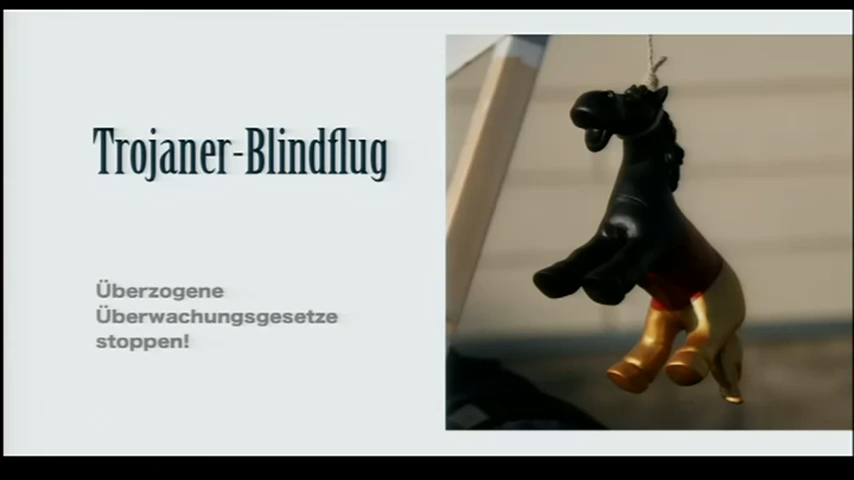 Trojaner-Blindflug
Überzogene
Überwachungsgesetze
stoppen!